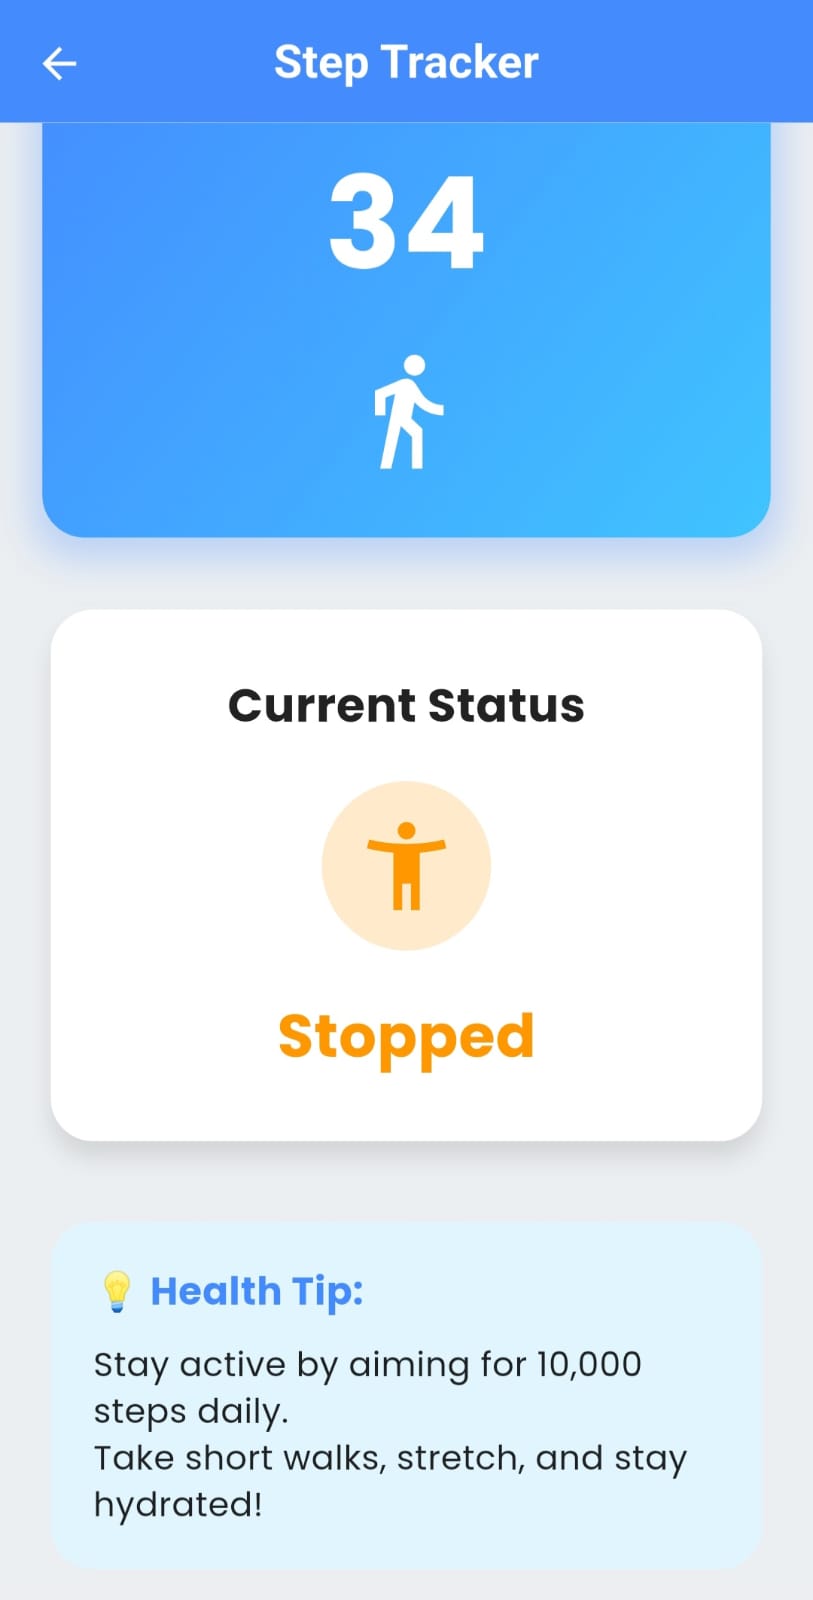 Step Tracker
34
Current Status
Stopped
💡 Health Tip:
Stay active by aiming for 10,000
steps daily.
Take short walks, stretch, and stay
hydrated!